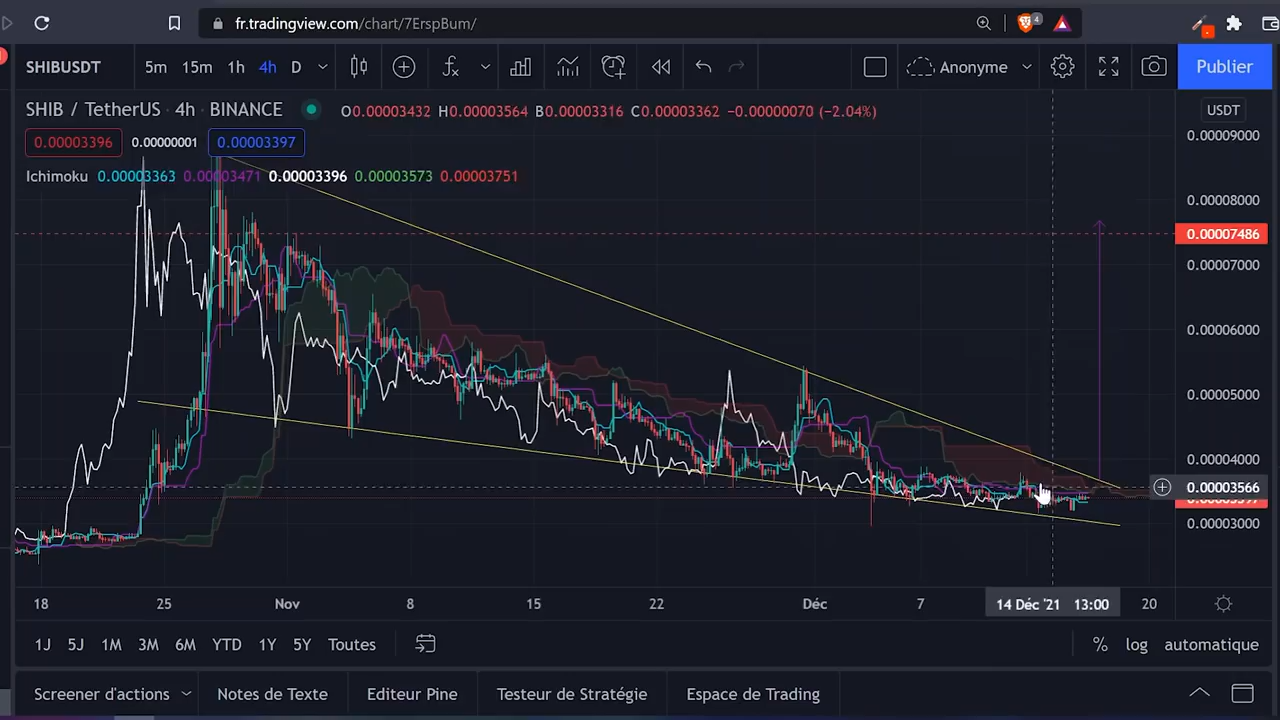 fr.tradingview.com/chart/7ErspBum/
4
SHIBUSDT 5m 15m 1h 4h D Anonyme Publier
SHIB / TetherUS · 4h · BINANCE O0.00003432 H0.00003564 B0.00003316 C0.00003362 −0.00000070 (−2.04%)
USDT
0.00003396 0.00000001 0.00003397
Ichimoku 0.00003363 0.00003471 0.00003396 0.00003573 0.00003751
0.00009000
0.00008000
0.00007486
0.00007000
0.00006000
0.00005000
0.00004000
0.00003566
0.00003397
0.00003000
18 25 Nov 8 15 22 Déc 7 14 Déc '21 13:00 20
1J 5J 1M 3M 6M YTD 1Y 5Y Toutes % log automatique
Screener d'actions Notes de Texte Editeur Pine Testeur de Stratégie Espace de Trading